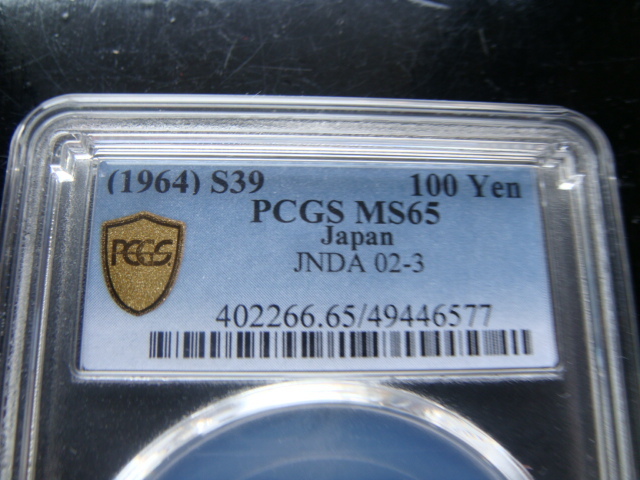 (1964) S39 100 Yen
PCGS MS65
Japan
JNDA 02-3
PCGS
402266.65/49446577